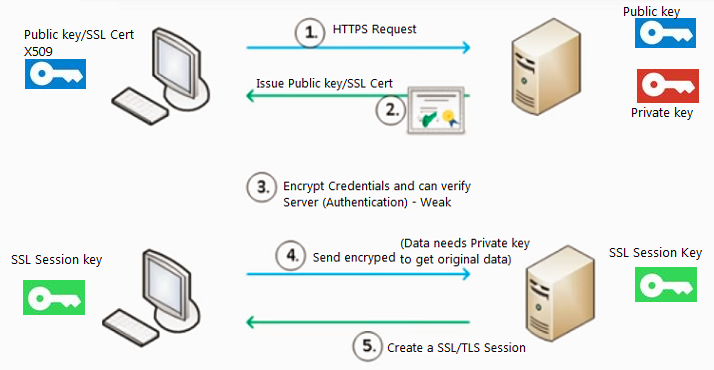 Public key/SSL Cert
X509
1.
HTTPS Request
Public key
Private key
Issue Public key/SSL Cert
2.
3.
Encrypt Credentials and can verify
Server (Authentication) - Weak
SSL Session key
4.
Send encryped
(Data needs Private key
to get original data)
SSL Session Key
5.
Create a SSL/TLS Session